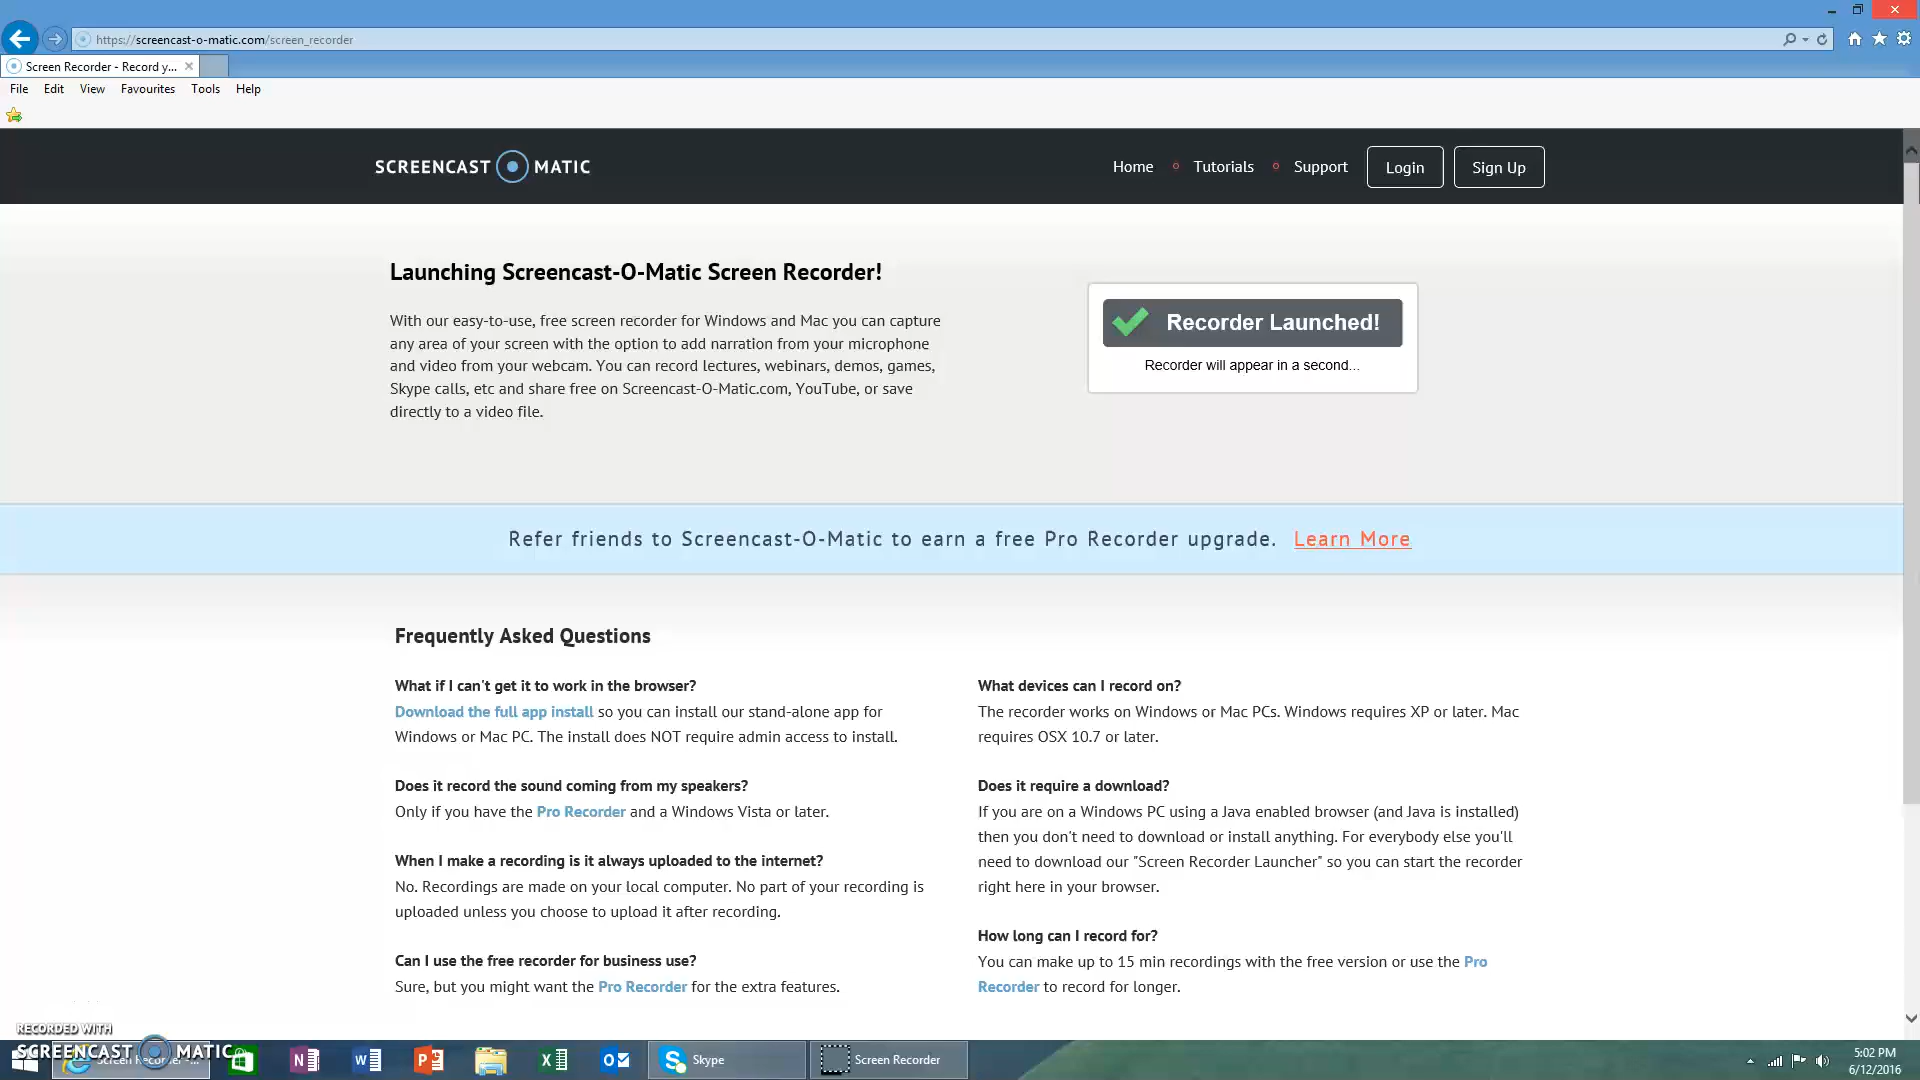 https://screencast-o-matic.com/screen_recorder
Screen Recorder - Record y...
File Edit View Favourites Tools Help
SCREENCAST MATIC
Home Tutorials Support Login Sign Up
Launching Screencast-O-Matic Screen Recorder!
With our easy-to-use, free screen recorder for Windows and Mac you can capture
any area of your screen with the option to add narration from your microphone
and video from your webcam. You can record lectures, webinars, demos, games,
Skype calls, etc and share free on Screencast-O-Matic.com, YouTube, or save
directly to a video file.
Recorder Launched!
Recorder will appear in a second...
Refer friends to Screencast-O-Matic to earn a free Pro Recorder upgrade. Learn More
Frequently Asked Questions
What if I can't get it to work in the browser?
Download the full app install so you can install our stand-alone app for
Windows or Mac PC. The install does NOT require admin access to install.
Does it record the sound coming from my speakers?
Only if you have the Pro Recorder and a Windows Vista or later.
When I make a recording is it always uploaded to the internet?
No. Recordings are made on your local computer. No part of your recording is
uploaded unless you choose to upload it after recording.
Can I use the free recorder for business use?
Sure, but you might want the Pro Recorder for the extra features.
What devices can I record on?
The recorder works on Windows or Mac PCs. Windows requires XP or later. Mac
requires OSX 10.7 or later.
Does it require a download?
If you are on a Windows PC using a Java enabled browser (and Java is installed)
then you don't need to download or install anything. For everybody else you'll
need to download our "Screen Recorder Launcher" so you can start the recorder
right here in your browser.
How long can I record for?
You can make up to 15 min recordings with the free version or use the Pro
Recorder to record for longer.
RECORDED WITH
SCREENCAST MATIC
Skype
Screen Recorder
5:02 PM
6/12/2016